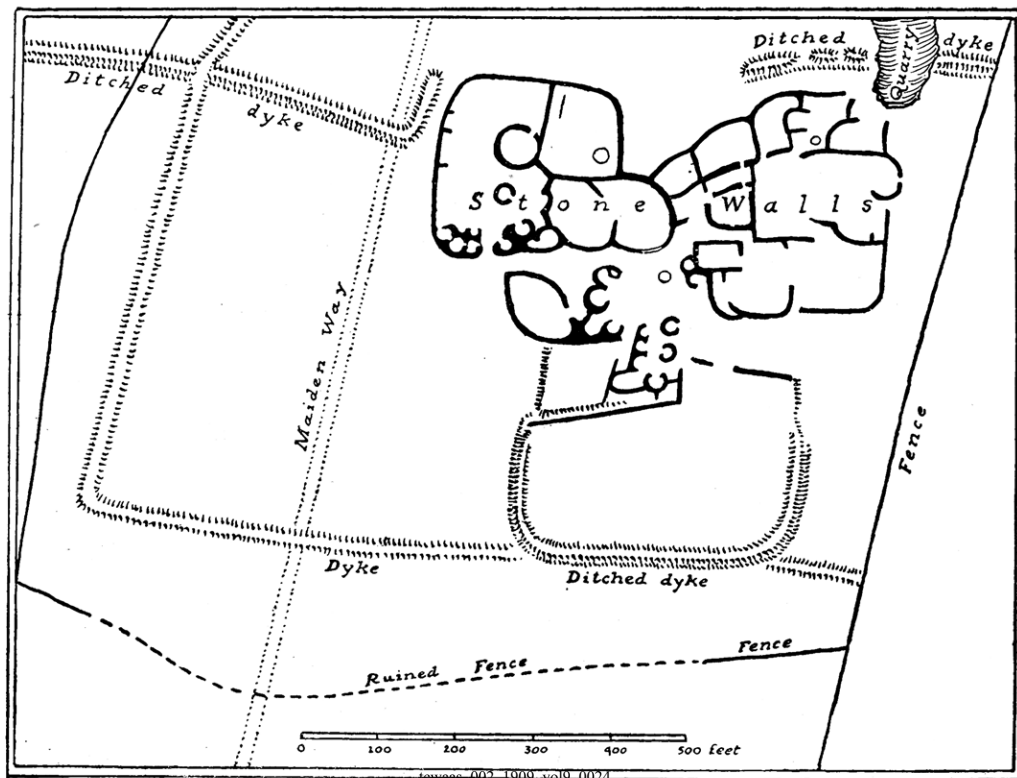 Ditched dyke
Quarry
Ditched
dyke
Stone Walls
Maiden Way
Fence
Dyke
Ditched dyke
Ruined Fence
Fence
0 100 200 300 400 500 feet
tcwaas_002_1909_vol9_0024